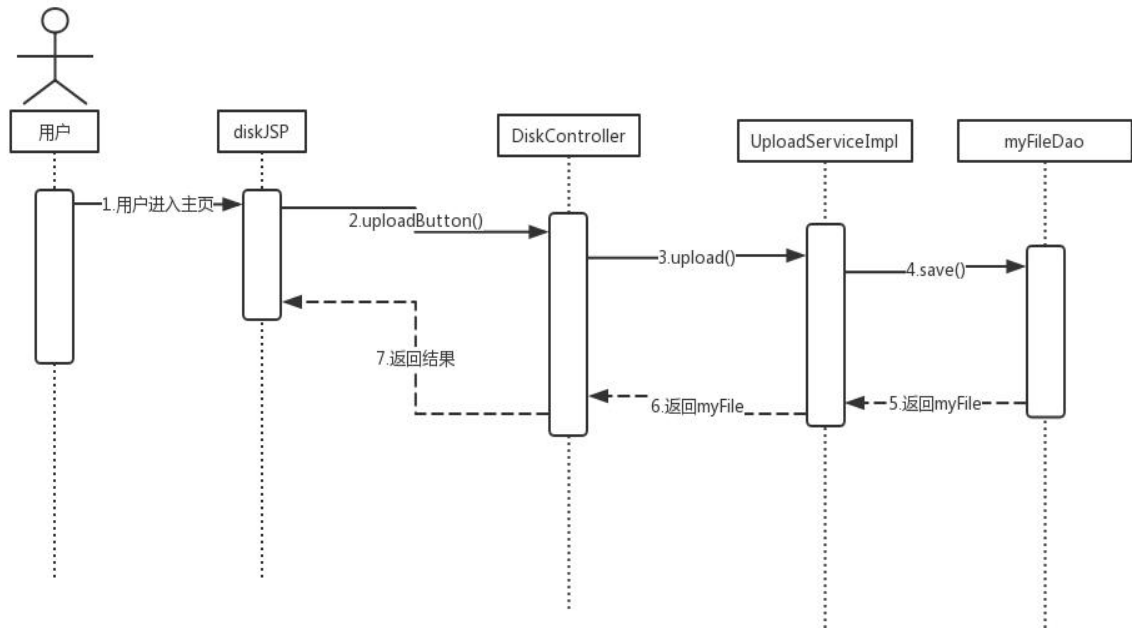 用户
diskJSP
DiskController
UploadServiceImpl
myFileDao
1.用户进入主页
2.uploadButton()
3.upload()
4.save()
7.返回结果
6.返回myFile
5.返回myFile